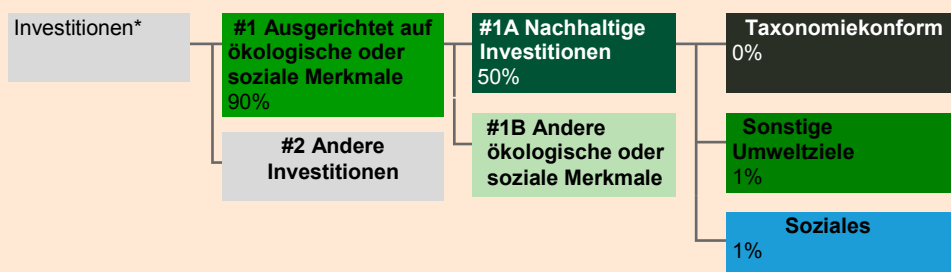 Investitionen*
#1 Ausgerichtet auf
ökologische oder
soziale Merkmale
90%
#2 Andere
Investitionen
#1A Nachhaltige
Investitionen
50%
#1B Andere
ökologische oder
soziale Merkmale
Taxonomiekonform
0%
Sonstige
Umweltziele
1%
Soziales
1%